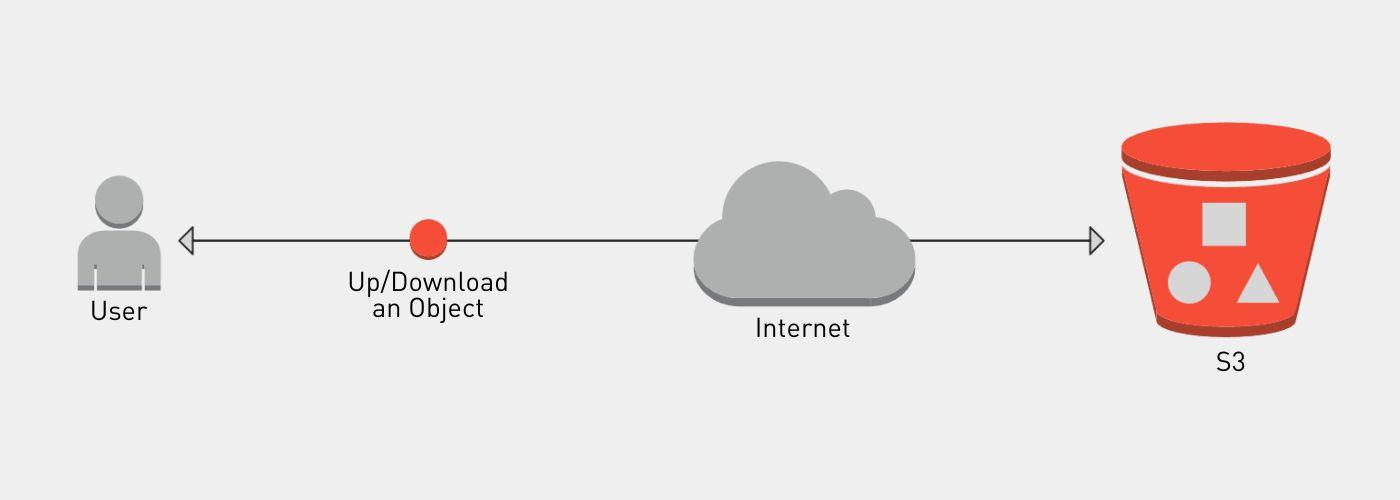 User
Up/Download
an Object
Internet
S3